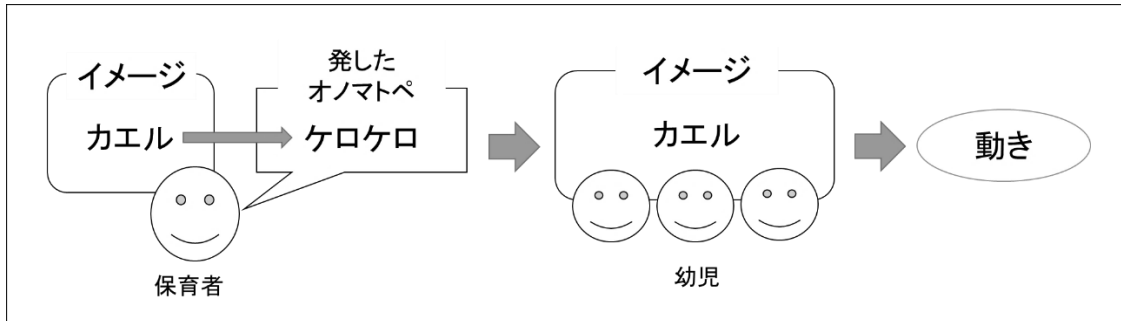 イメージ
カエル
発した
オノマトペ
ケロケロ
保育者
イメージ
カエル
幼児
動き